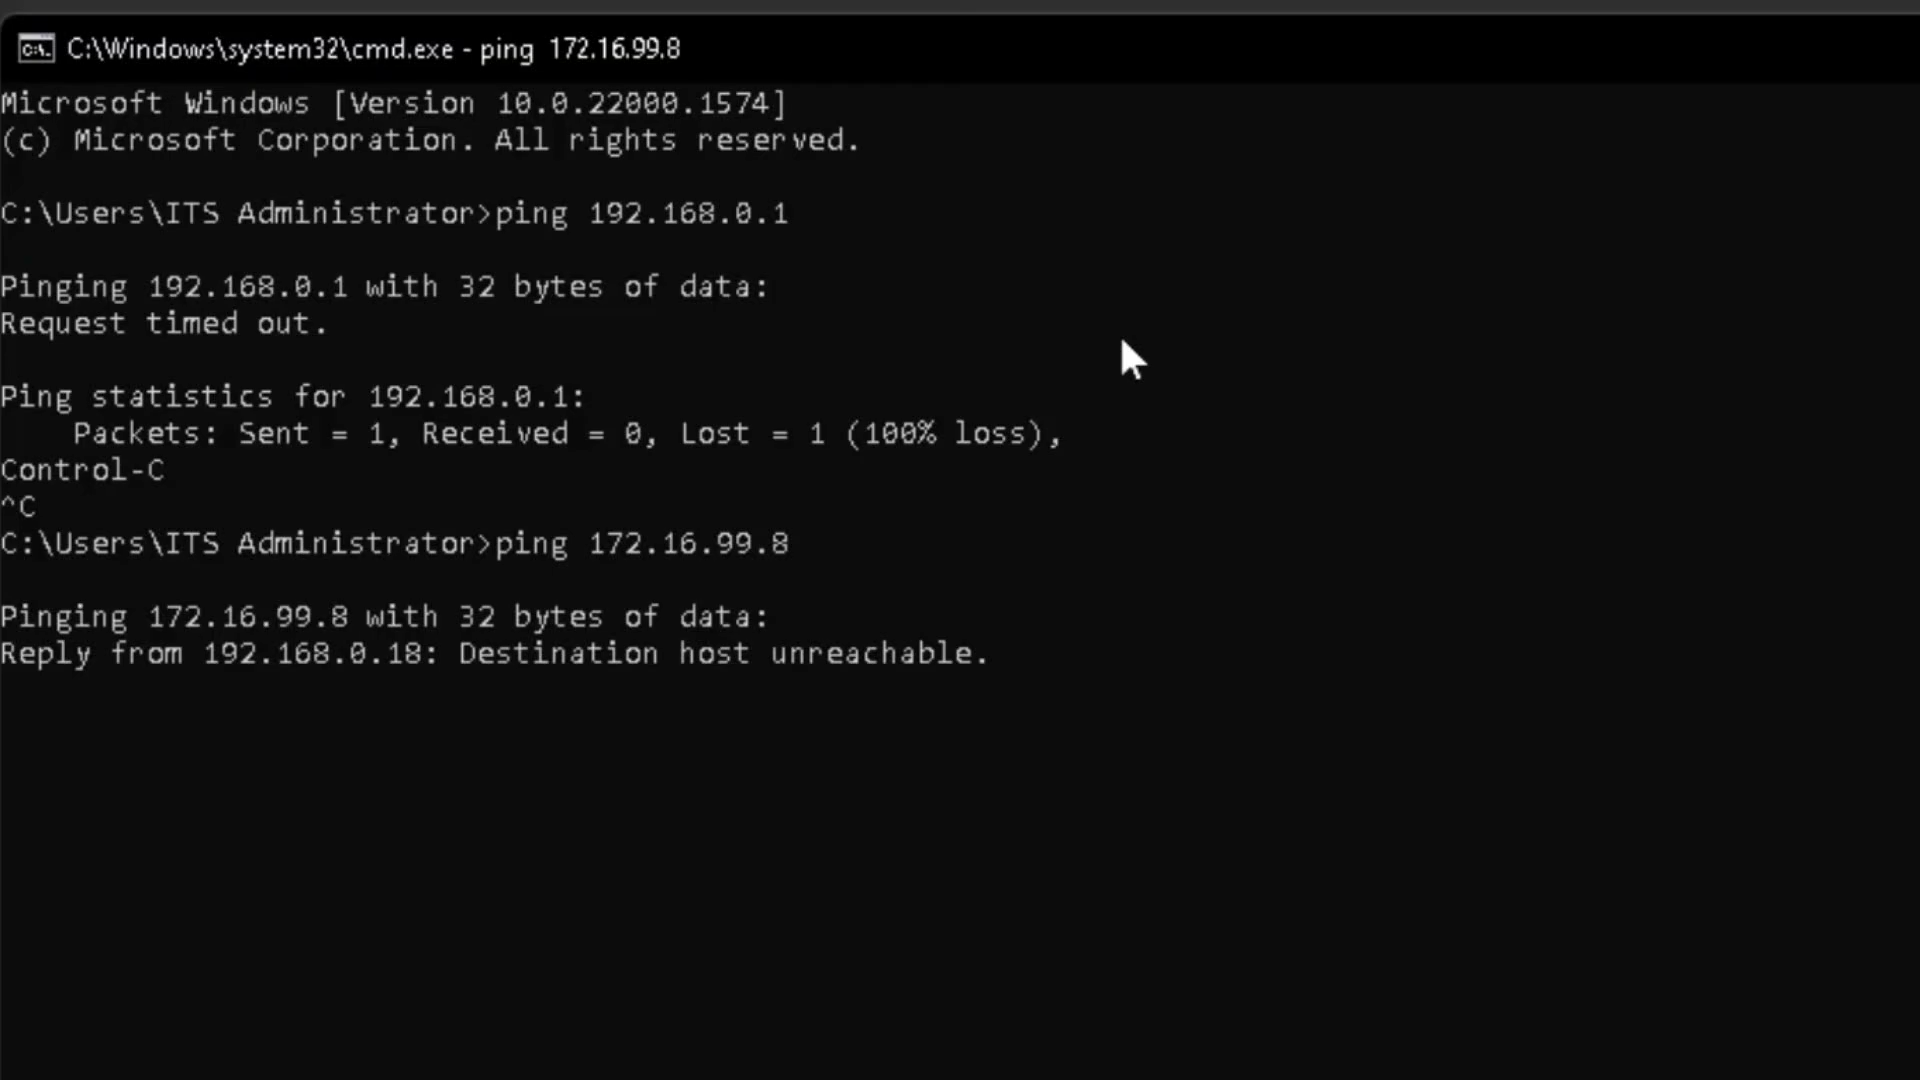 C:\Windows\system32\cmd.exe - ping 172.16.99.8
Microsoft Windows [Version 10.0.22000.1574]
(c) Microsoft Corporation. All rights reserved.
C:\Users\ITS Administrator>ping 192.168.0.1
Pinging 192.168.0.1 with 32 bytes of data:
Request timed out.
Ping statistics for 192.168.0.1:
    Packets: Sent = 1, Received = 0, Lost = 1 (100% loss),
Control-C
^C
C:\Users\ITS Administrator>ping 172.16.99.8
Pinging 172.16.99.8 with 32 bytes of data:
Reply from 192.168.0.18: Destination host unreachable.